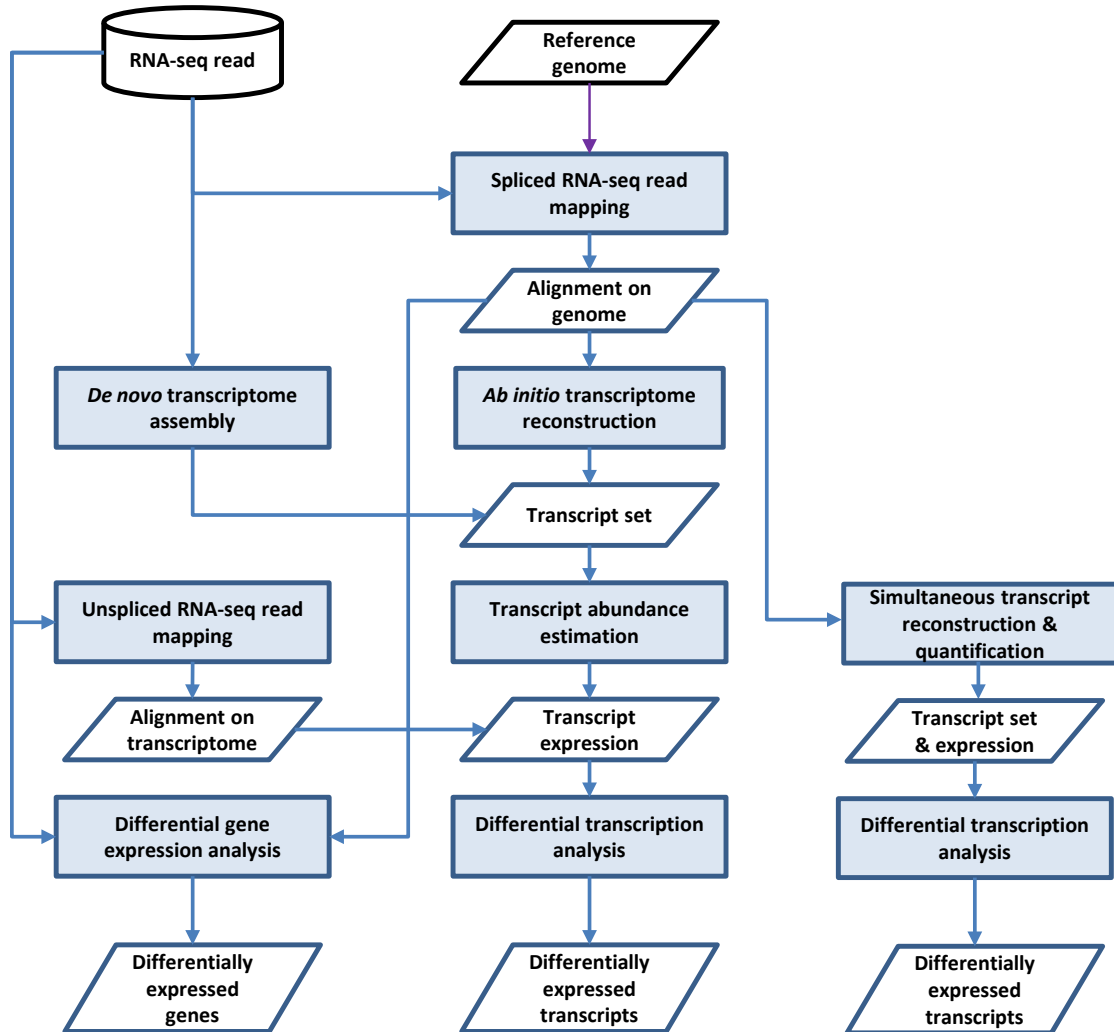 RNA-seq read
Reference
genome
Spliced RNA-seq read
mapping
Alignment on
genome
De novo transcriptome
assembly
Ab initio transcriptome
reconstruction
Transcript set
Unspliced RNA-seq read
mapping
Transcript abundance
estimation
Simultaneous transcript
reconstruction &
quantification
Alignment on
transcriptome
Transcript
expression
Transcript set
& expression
Differential gene
expression analysis
Differential transcription
analysis
Differential transcription
analysis
Differentially
expressed
genes
Differentially
expressed
transcripts
Differentially
expressed
transcripts